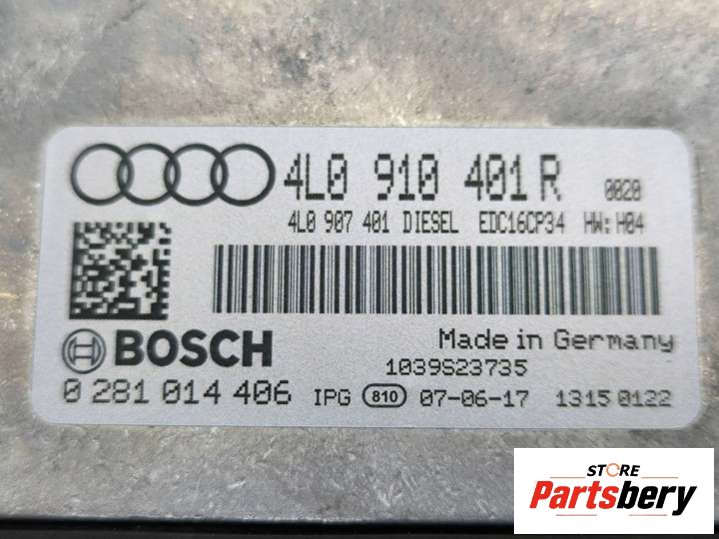 4L0 910 401 R 0020
4L0 907 401 DIESEL EDC16CP34 HW:H04
BOSCH Made in Germany
1039S23735
0 281 014 406 IPG 810 07-06-17 1315 0122
STORE
Partsbery